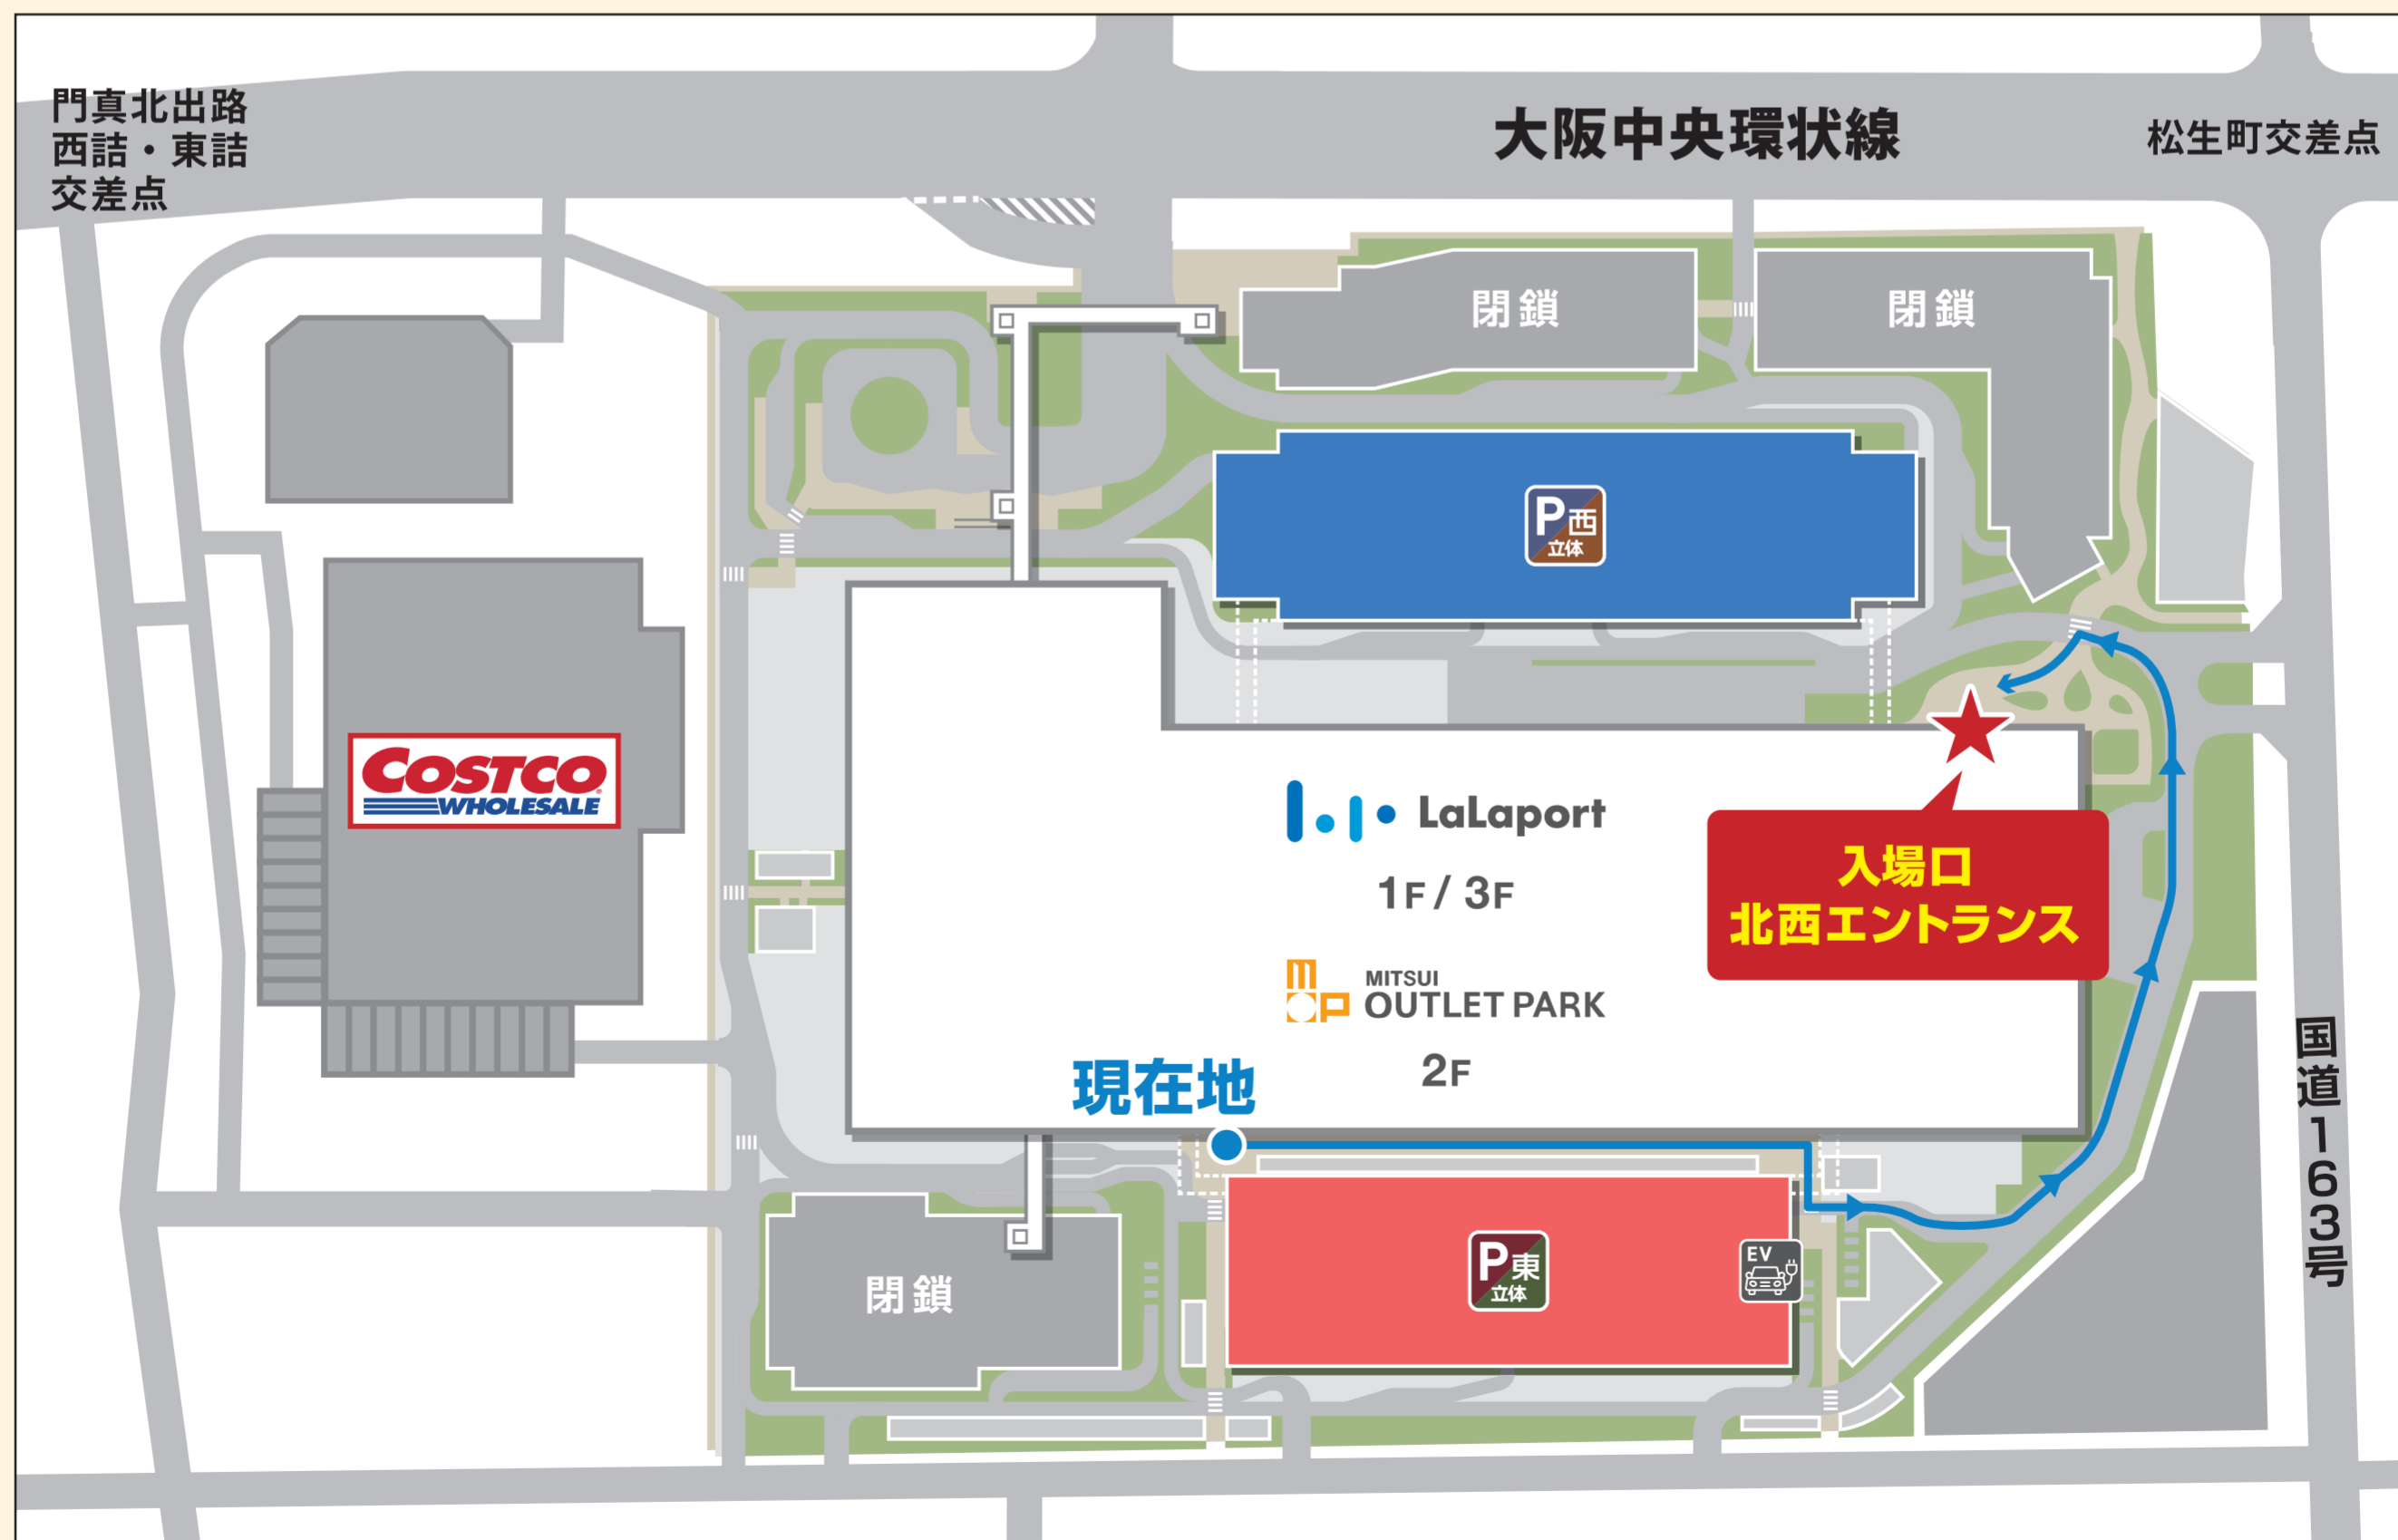 門真北出路
西詰・東詰
交差点
大阪中央環状線
松生町交差点
閉鎖
閉鎖
P西
立体
COSTCO
WHOLESALE
LaLaport
1F / 3F
入場口
北西エントランス
MITSUI
OUTLET PARK
2F
現在地
国道163号
P東
立体
EV
閉鎖